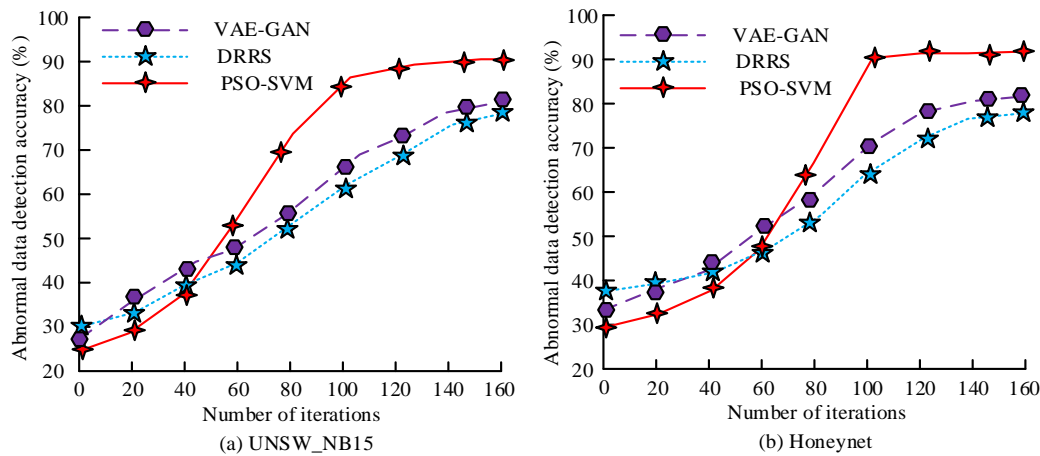 100
90
80
70
60
50
40
30
20
Abnormal data detection accuracy (%)
VAE-GAN
DRRS
PSO-SVM
0 20 40 60 80 100 120 140 160
Number of iterations
(a) UNSW_NB15
100
90
80
70
60
50
40
30
20
Abnormal data detection accuracy (%)
VAE-GAN
DRRS
PSO-SVM
0 20 40 60 80 100 120 140 160
Number of iterations
(b) Honeynet